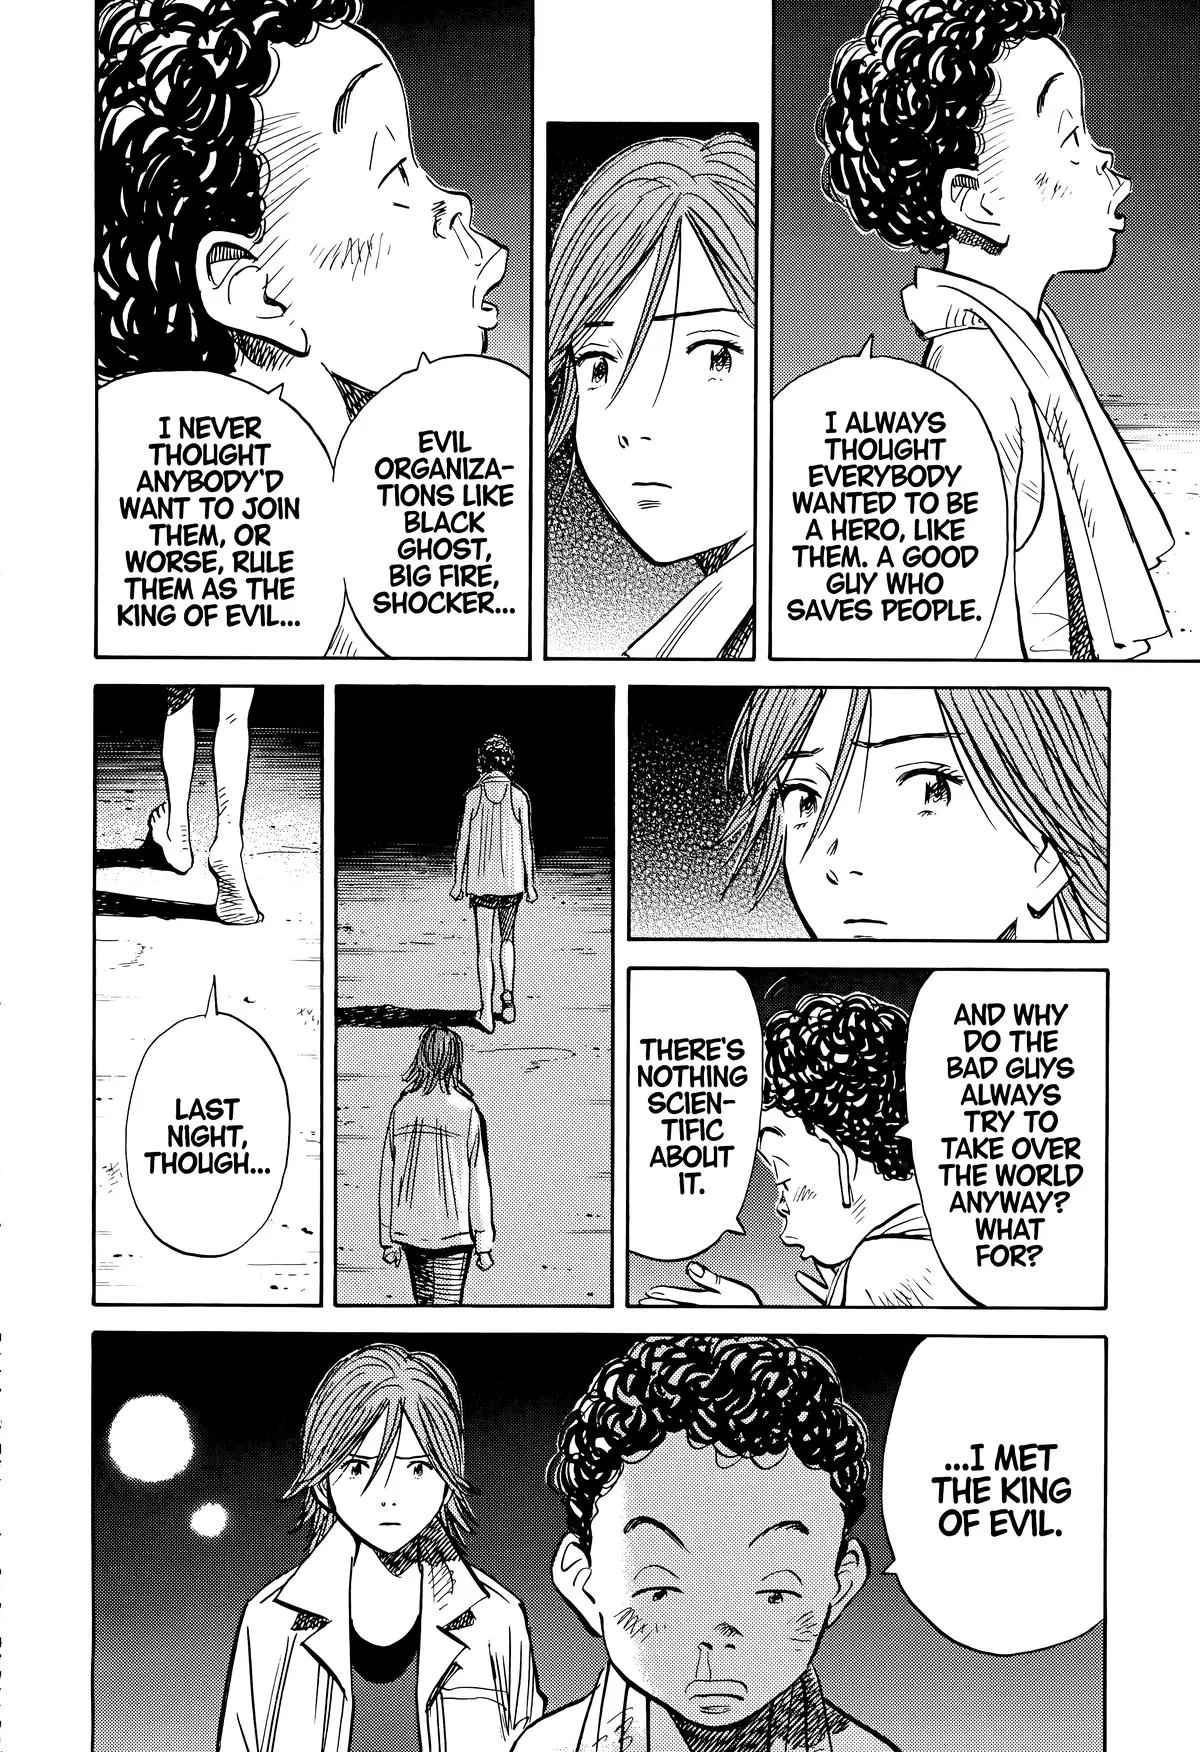 I ALWAYS
THOUGHT
EVERYBODY
WANTED TO BE
A HERO, LIKE
THEM. A GOOD
GUY WHO
SAVES PEOPLE.
EVIL
ORGANIZA-
TIONS LIKE
BLACK
GHOST,
BIG FIRE,
SHOCKER...
I NEVER
THOUGHT
ANYBODY'D
WANT TO JOIN
THEM, OR
WORSE, RULE
THEM AS THE
KING OF EVIL...
AND WHY
DO THE
BAD GUYS
ALWAYS
TRY TO
TAKE OVER
THE WORLD
ANYWAY?
WHAT
FOR?
THERE'S
NOTHING
SCIEN-
TIFIC
ABOUT
IT.
LAST
NIGHT,
THOUGH...
...I MET
THE KING
OF EVIL.